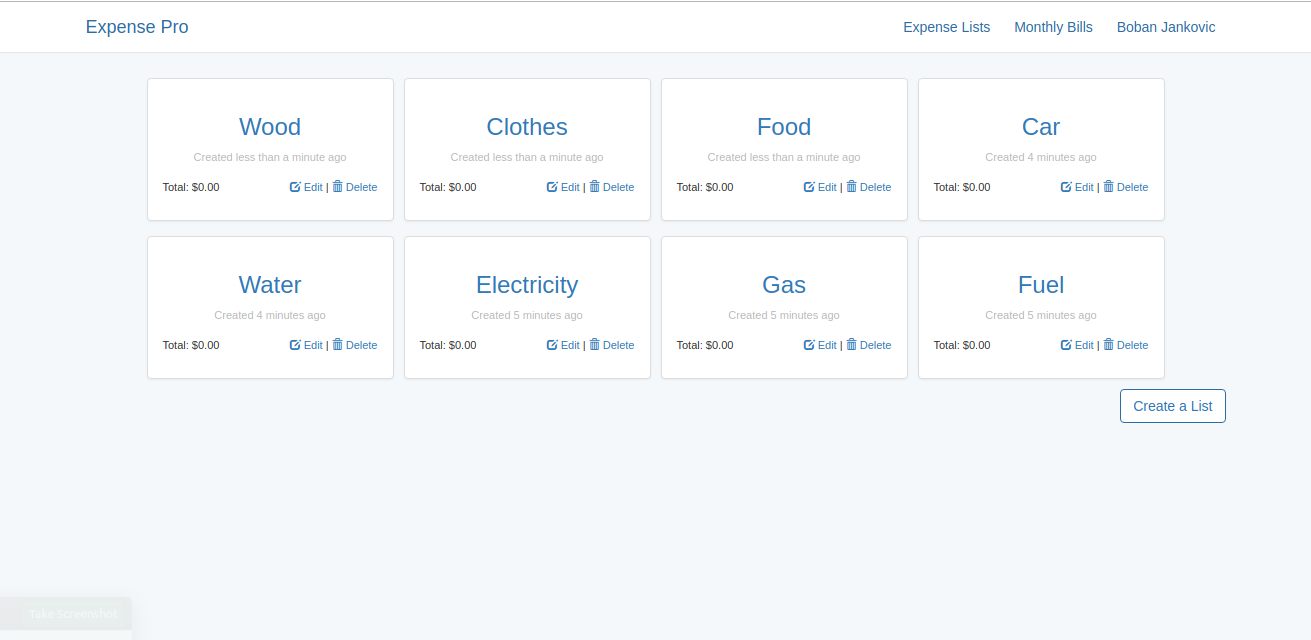 Expense Pro Expense Lists Monthly Bills Boban Jankovic
Wood Clothes Food Car
Created less than a minute ago Created less than a minute ago Created less than a minute ago Created 4 minutes ago
Total: $0.00 Edit | Delete Total: $0.00 Edit | Delete Total: $0.00 Edit | Delete Total: $0.00 Edit | Delete
Water Electricity Gas Fuel
Created 4 minutes ago Created 5 minutes ago Created 5 minutes ago Created 5 minutes ago
Total: $0.00 Edit | Delete Total: $0.00 Edit | Delete Total: $0.00 Edit | Delete Total: $0.00 Edit | Delete
Create a List
Take Screenshot